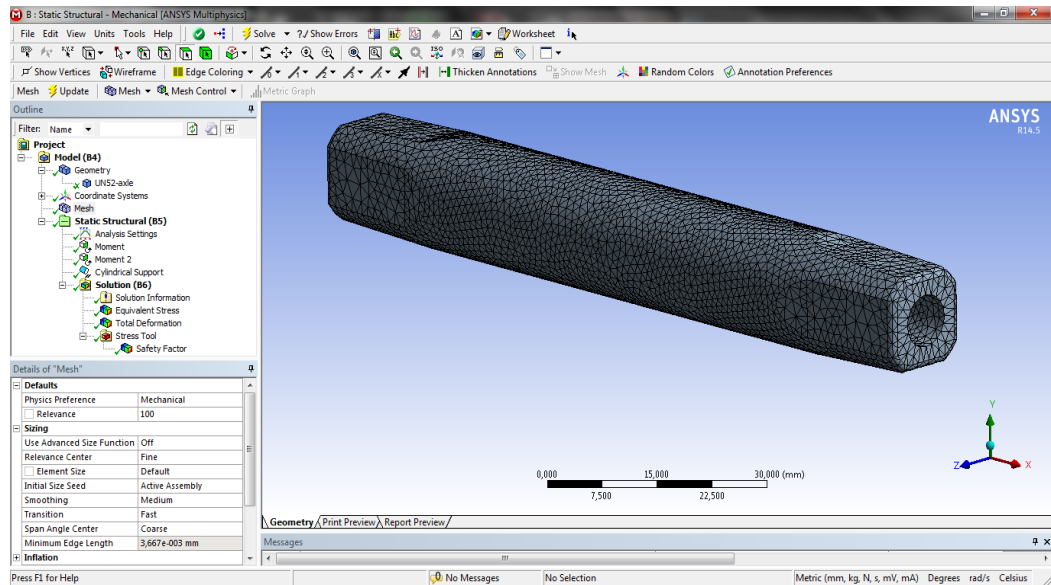 B : Static Structural - Mechanical [ANSYS Multiphysics]
File Edit View Units Tools Help Solve ?./ Show Errors Worksheet
Show Vertices Wireframe Edge Coloring Thicken Annotations Show Mesh Random Colors Annotation Preferences
Mesh Update Mesh Mesh Control Metric Graph
Outline
Filter: Name
Project
Model (B4)
Geometry
UN52-axle
Coordinate Systems
Mesh
Static Structural (B5)
Analysis Settings
Moment
Moment 2
Cylindrical Support
Solution (B6)
Solution Information
Equivalent Stress
Total Deformation
Stress Tool
Safety Factor
Details of "Mesh"
Defaults
Physics Preference Mechanical
Relevance 100
Sizing
Use Advanced Size Function Off
Relevance Center Fine
Element Size Default
Initial Size Seed Active Assembly
Smoothing Medium
Transition Fast
Span Angle Center Coarse
Minimum Edge Length 3,667e-003 mm
Inflation
ANSYS
R14.5
Y
Z X
0,000 15,000 30,000 (mm)
7,500 22,500
Geometry Print Preview Report Preview
Messages
Press F1 for Help No Messages No Selection Metric (mm, kg, N, s, mV, mA) Degrees rad/s Celsius